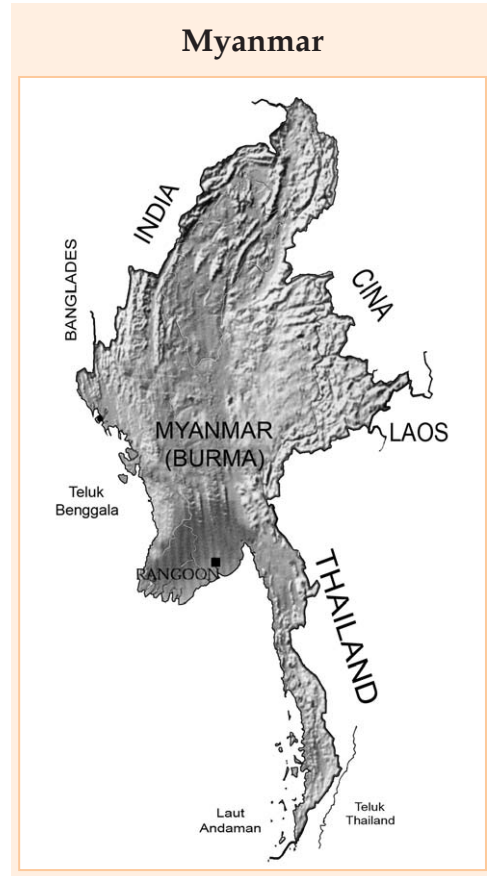 Myanmar
INDIA
BANGLADES
CINA
MYANMAR
(BURMA)
LAOS
Teluk
Benggala
RANGOON
THAILAND
Laut
Andaman
Teluk
Thailand